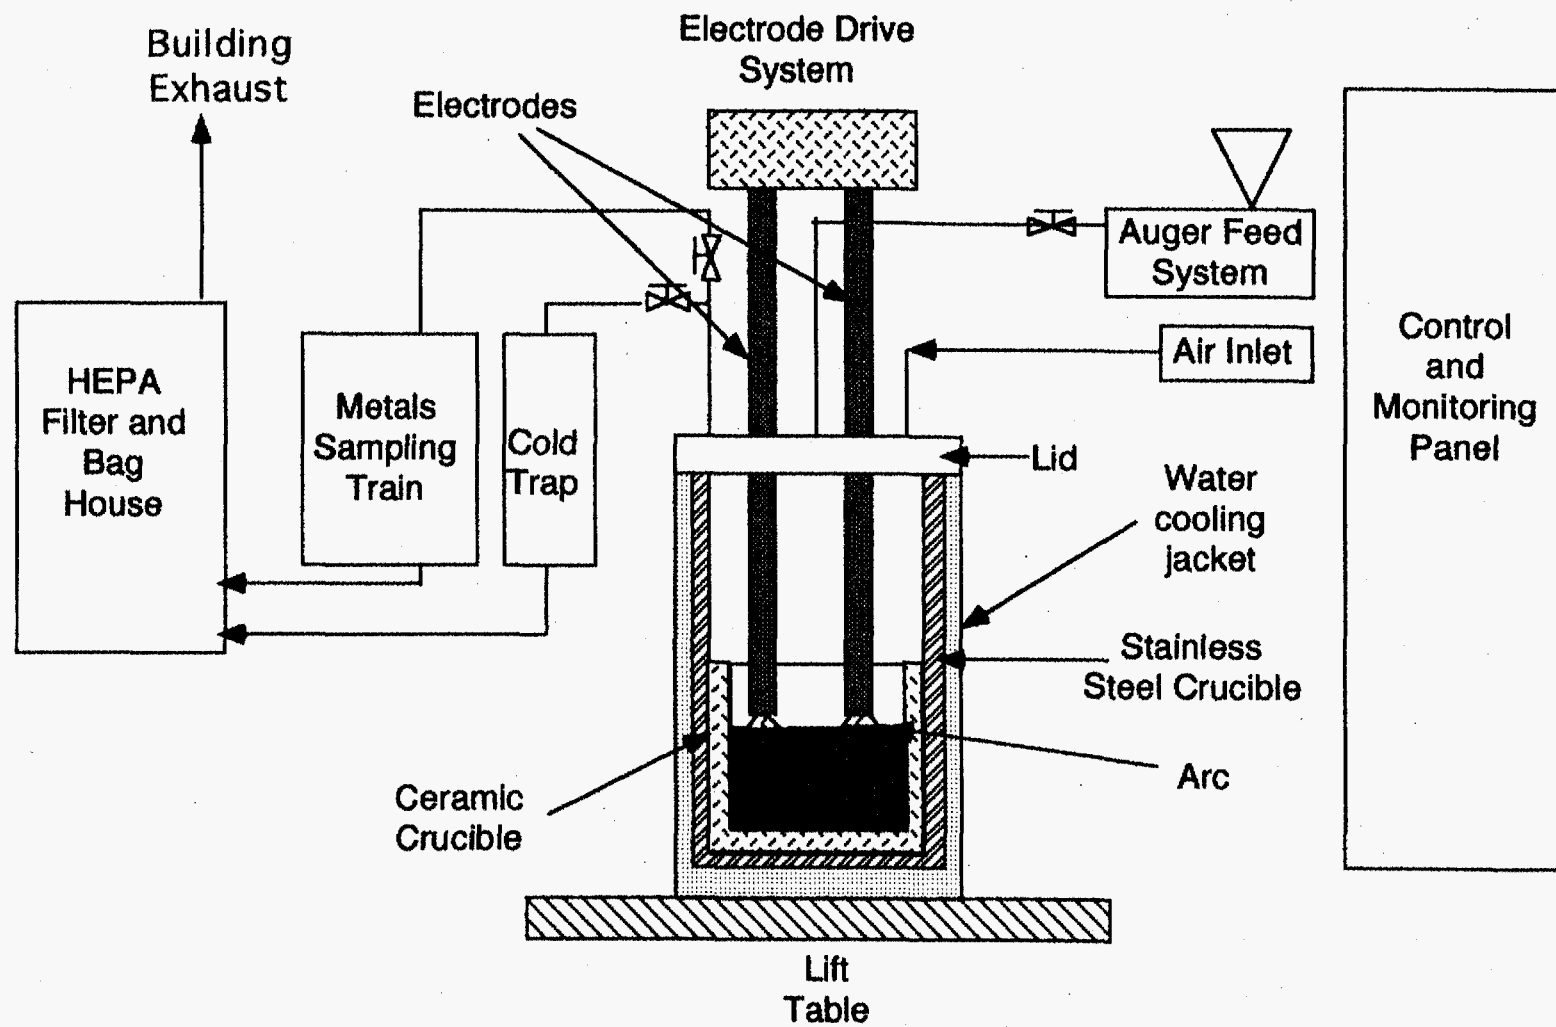 Building
Exhaust
Electrode Drive
System
Electrodes
Auger Feed
System
Air Inlet
Control
and
Monitoring
Panel
HEPA
Filter and
Bag
House
Metals
Sampling
Train
Cold
Trap
Lid
Water
cooling
jacket
Stainless
Steel Crucible
Arc
Ceramic
Crucible
Lift
Table